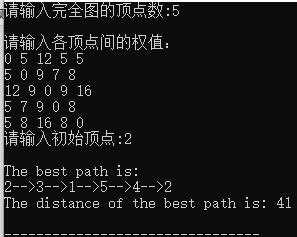 请输入完全图的顶点数:5
请输入各顶点间的权值:
0 5 12 5 5
5 0 9 7 8
12 9 0 9 16
5 7 9 0 8
5 8 16 8 0
请输入初始顶点:2
The best path is:
2-->3-->1-->5-->4-->2
The distance of the best path is: 41
--------------------------------